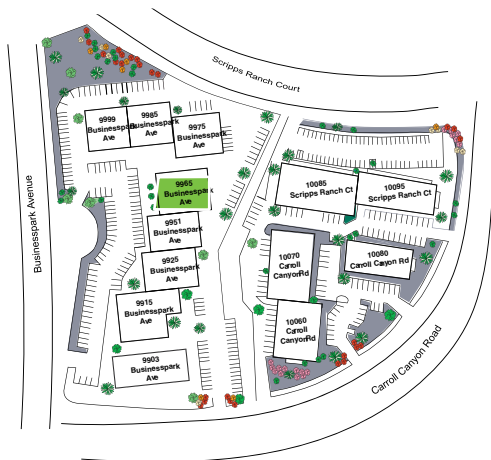 Scripps Ranch Court
9999
Businesspark
Ave
9985
Businesspark
Ave
9975
Businesspark
Ave
9965
Businesspark
Ave
10085
Scripps Ranch Ct
10095
Scripps Ranch Ct
Businesspark Avenue
9951
Businesspark
Ave
9925
Businesspark
Ave
10070
Carroll
CanyonRd
10080
Carroll Canyon Rd
9915
Businesspark
Ave
10060
Carroll
CanyonRd
9903
Businesspark
Ave
Carroll Canyon Road